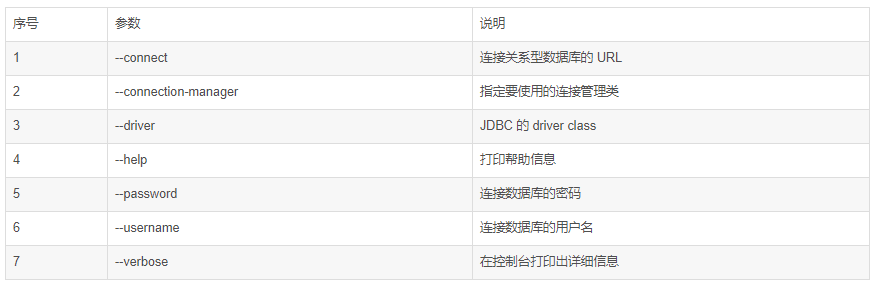 序号 参数 说明
1 --connect 连接关系型数据库的 URL
2 --connection-manager 指定要使用的连接管理类
3 --driver JDBC 的 driver class
4 --help 打印帮助信息
5 --password 连接数据库的密码
6 --username 连接数据库的用户名
7 --verbose 在控制台打印出详细信息